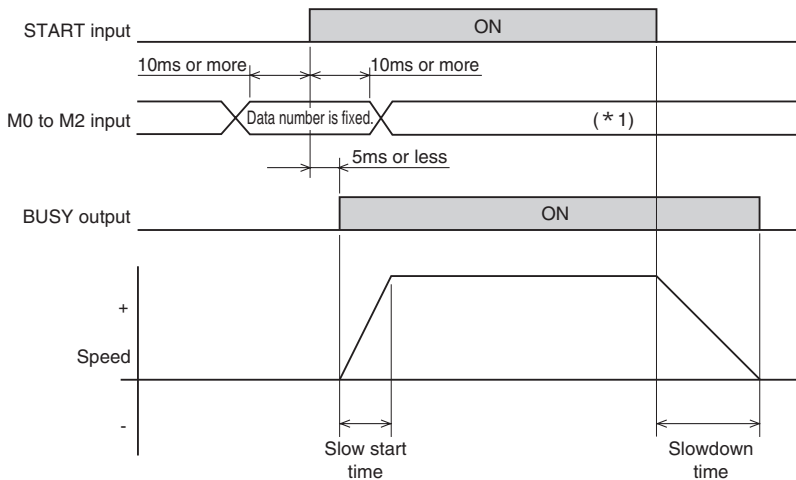 START input
ON
10ms or more
10ms or more
M0 to M2 input
Data number is fixed.
(*1)
5ms or less
BUSY output
ON
+
Speed
-
Slow start
time
Slowdown
time